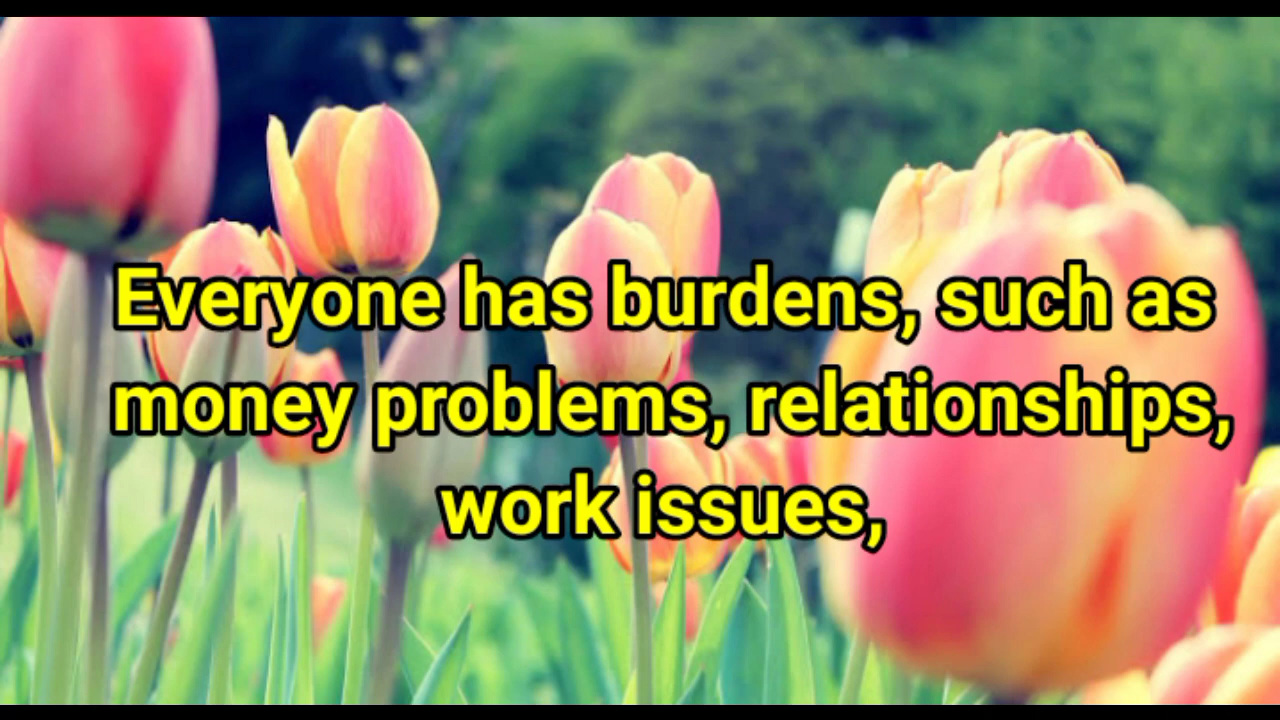 Everyone has burdens, such as
money problems, relationships,
work issues,